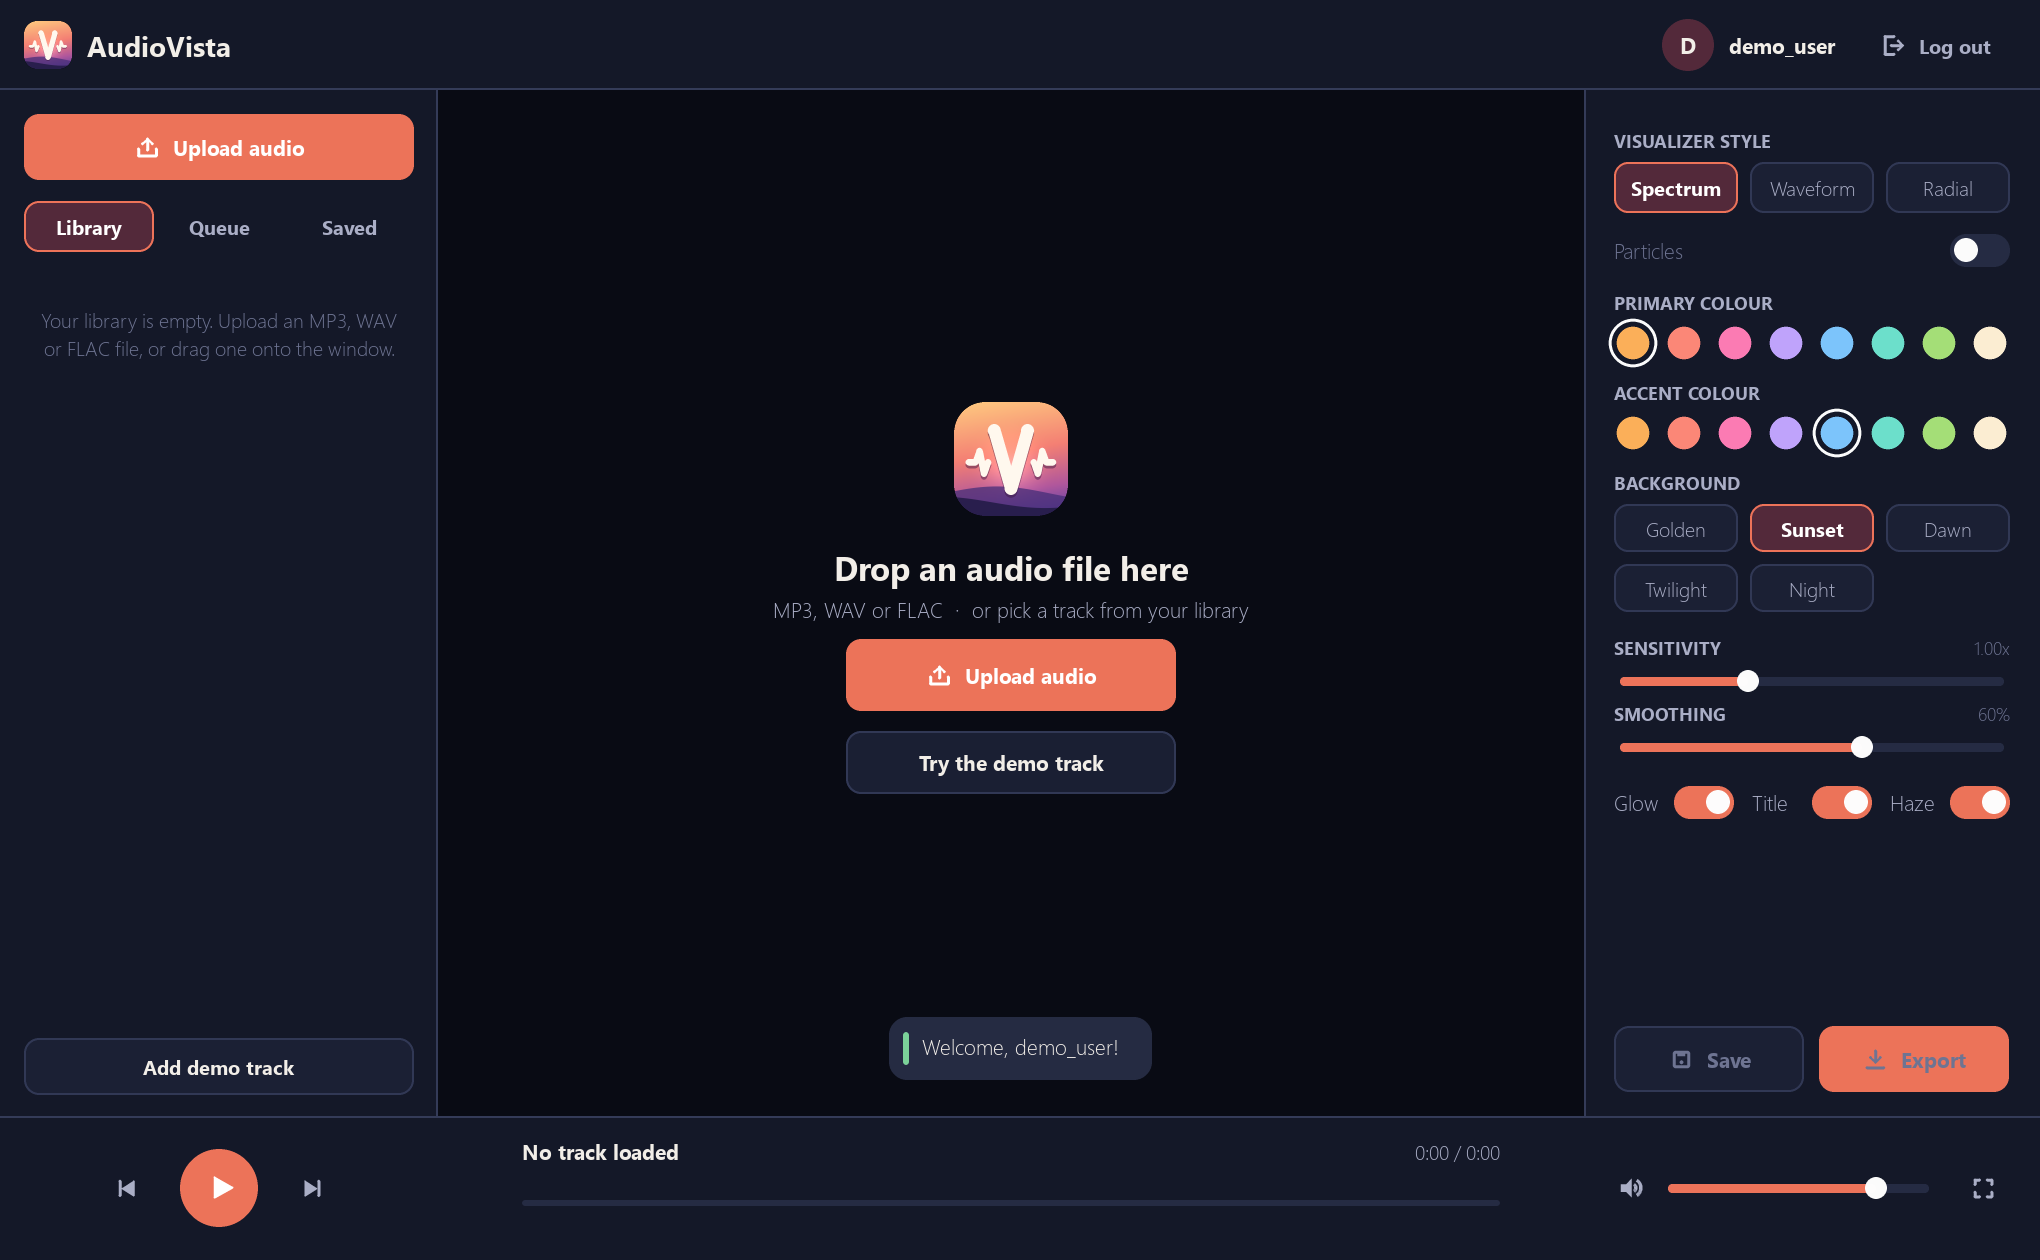 AudioVista
D
demo_user
Log out
Upload audio
Library
Queue
Saved
Your library is empty. Upload an MP3, WAV
or FLAC file, or drag one onto the window.
Add demo track
Drop an audio file here
MP3, WAV or FLAC · or pick a track from your library
Upload audio
Try the demo track
Welcome, demo_user!
VISUALIZER STYLE
Spectrum
Waveform
Radial
Particles
PRIMARY COLOUR
ACCENT COLOUR
BACKGROUND
Golden
Sunset
Dawn
Twilight
Night
SENSITIVITY
1.00x
SMOOTHING
60%
Glow
Title
Haze
Save
Export
No track loaded
0:00 / 0:00